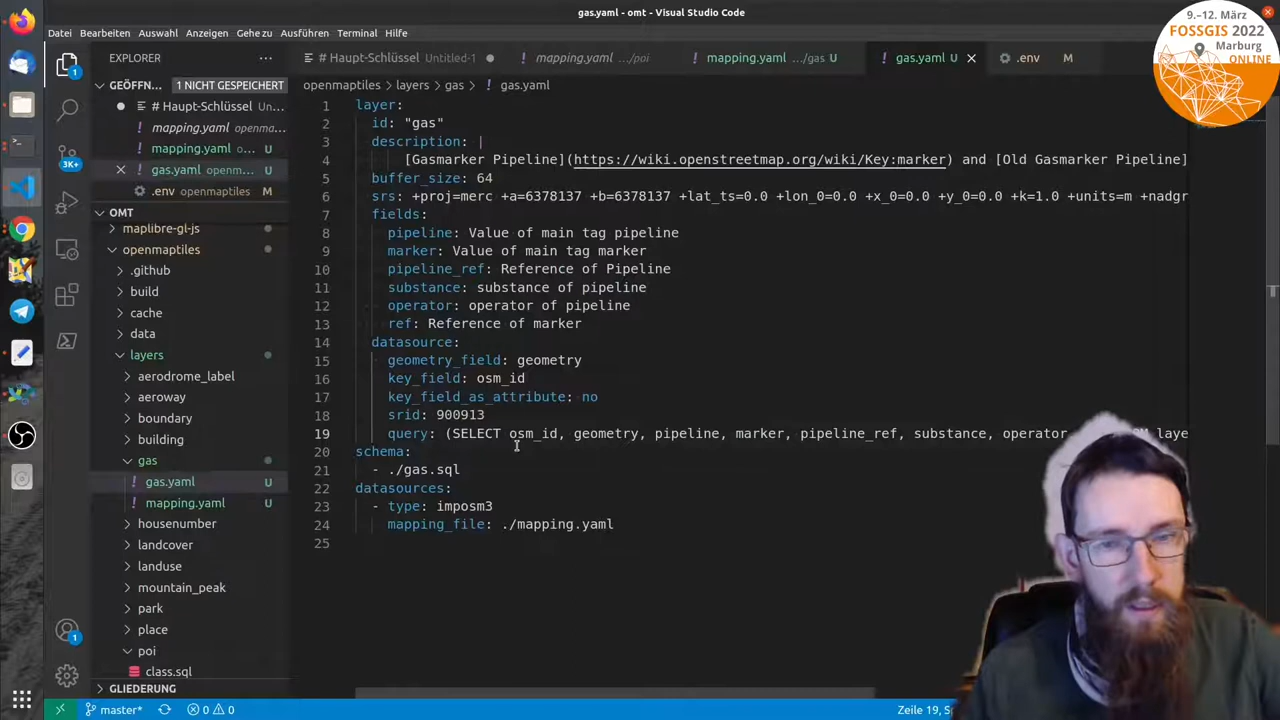 gas.yaml - omt - Visual Studio Code
Datei Bearbeiten Auswahl Anzeigen Gehe zu Ausführen Terminal Hilfe
9.–12. März
FOSSGIS 2022
Marburg
ONLINE
EXPLORER
# Haupt-Schlüssel Untitled-1
mapping.yaml .../poi
mapping.yaml .../gas U
gas.yaml U
.env M
GEÖFFN... 1 NICHT GESPEICHERT
# Haupt-Schlüssel Un...
mapping.yaml openma...
mapping.yaml o... U
gas.yaml openm... U
.env openmaptiles M
OMT
maplibre-gl-js
openmaptiles
.github
build
cache
data
layers
aerodrome_label
aeroway
boundary
building
gas
gas.yaml U
mapping.yaml U
housenumber
landcover
landuse
mountain_peak
park
place
poi
class.sql
GLIEDERUNG
1
3K+
1
openmaptiles > layers > gas > gas.yaml
1 layer:
2 id: "gas"
3 description: |
4 [Gasmarker Pipeline](https://wiki.openstreetmap.org/wiki/Key:marker) and [Old Gasmarker Pipeline]
5 buffer_size: 64
6 srs: +proj=merc +a=6378137 +b=6378137 +lat_ts=0.0 +lon_0=0.0 +x_0=0.0 +y_0=0.0 +k=1.0 +units=m +nadgr
7 fields:
8 pipeline: Value of main tag pipeline
9 marker: Value of main tag marker
10 pipeline_ref: Reference of Pipeline
11 substance: substance of pipeline
12 operator: operator of pipeline
13 ref: Reference of marker
14 datasource:
15 geometry_field: geometry
16 key_field: osm_id
17 key_field_as_attribute: no
18 srid: 900913
19 query: (SELECT osm_id, geometry, pipeline, marker, pipeline_ref, substance, operator laye
20 schema:
21 - ./gas.sql
22 datasources:
23 - type: imposm3
24 mapping_file: ./mapping.yaml
25
master* 0 0
Zeile 19, S